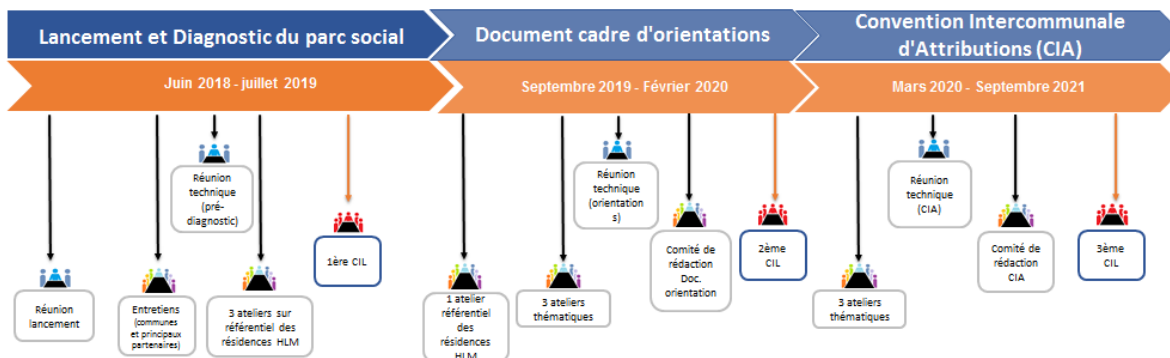 Lancement et Diagnostic du parc social
Document cadre d'orientations
Convention Intercommunale
d'Attributions (CIA)
Juin 2018 - juillet 2019
Septembre 2019 - Février 2020
Mars 2020 - Septembre 2021
Réunion
lancement
Entretiens
(communes
et principaux
partenaires)
Réunion
technique
(pré-
diagnostic)
3 ateliers sur
référentiel des
résidences HLM
1ère CIL
1 atelier
référentiel
des
résidences
HLM
3 ateliers
thématiques
Réunion
technique
(orientation
s)
Comité de
rédaction
Doc.
orientation
2ème
CIL
3 ateliers
thématiques
Réunion
technique
(CIA)
Comité de
rédaction
CIA
3ème
CIL